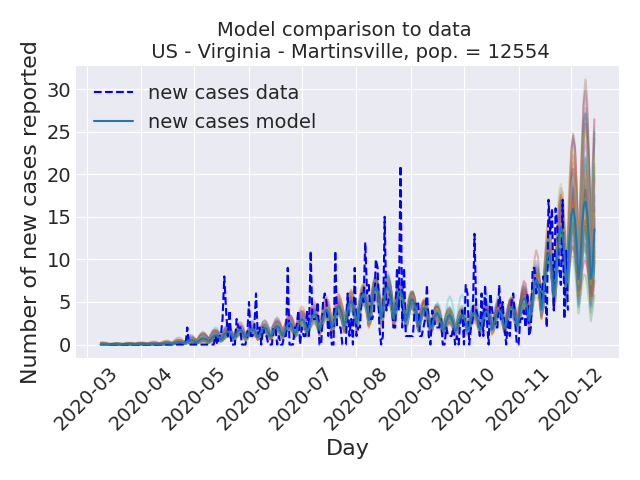 Model comparison to data
US - Virginia - Martinsville, pop. = 12554
Number of new cases reported
30
25
20
15
10
5
0
new cases data
new cases model
2020-03
2020-04
2020-05
2020-06
2020-07
2020-08
2020-09
2020-10
2020-11
2020-12
Day